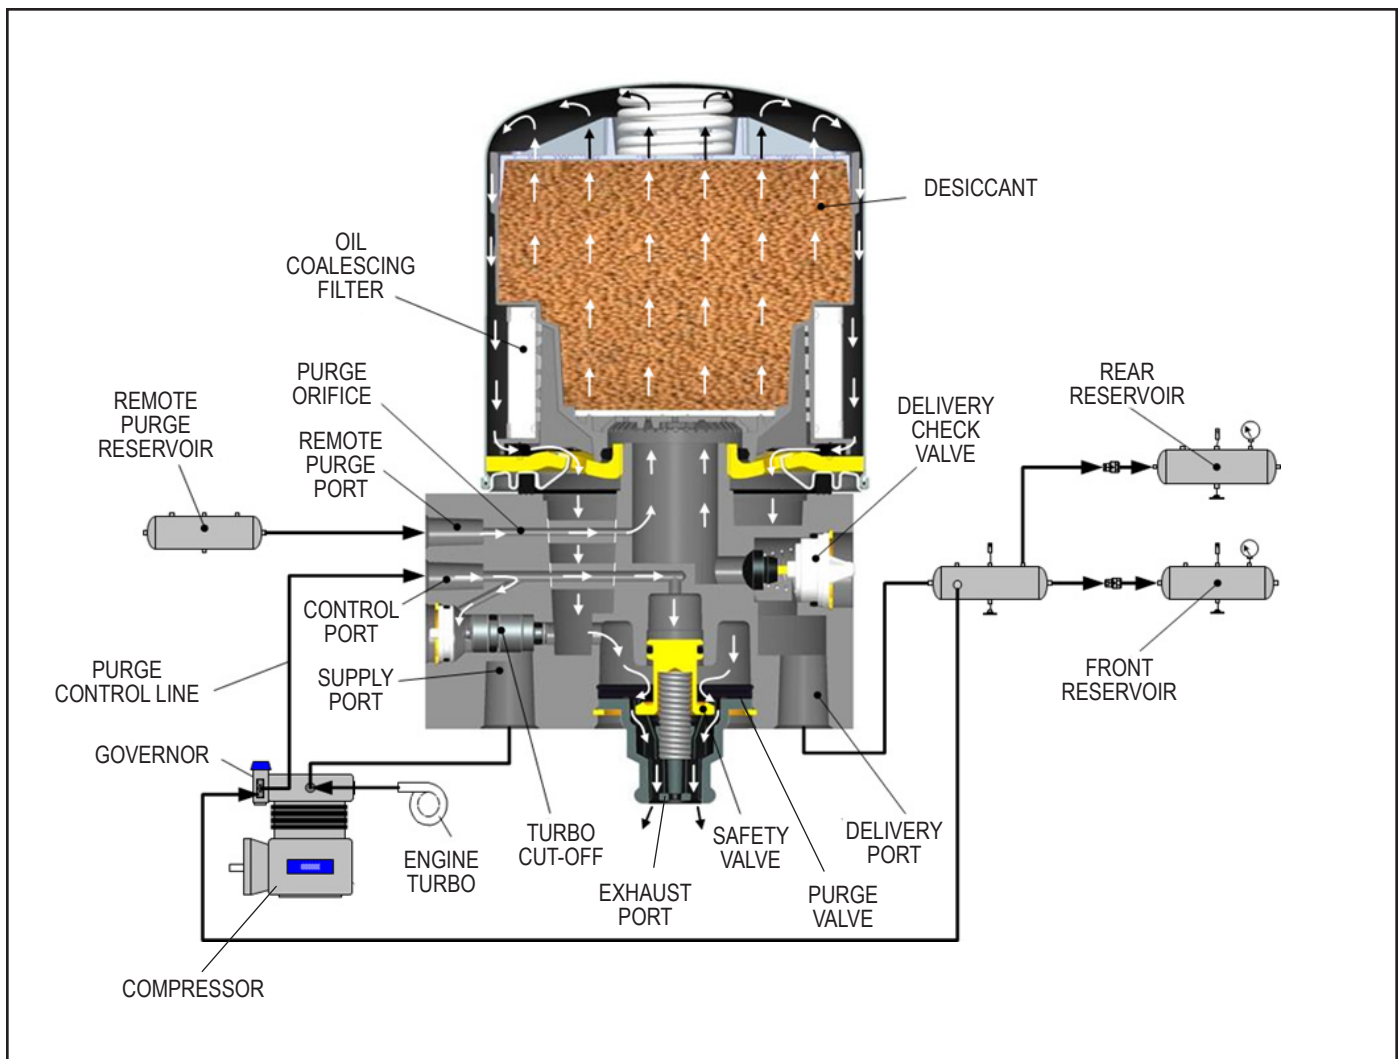 DESICCANT
OIL
COALESCING
FILTER
PURGE
ORIFICE
REMOTE
PURGE
RESERVOIR
REMOTE
PURGE
PORT
DELIVERY
CHECK
VALVE
REAR
RESERVOIR
CONTROL
PORT
PURGE
CONTROL LINE
SUPPLY
PORT
FRONT
RESERVOIR
GOVERNOR
ENGINE
TURBO
TURBO
CUT-OFF
EXHAUST
PORT
SAFETY
VALVE
PURGE
VALVE
DELIVERY
PORT
COMPRESSOR